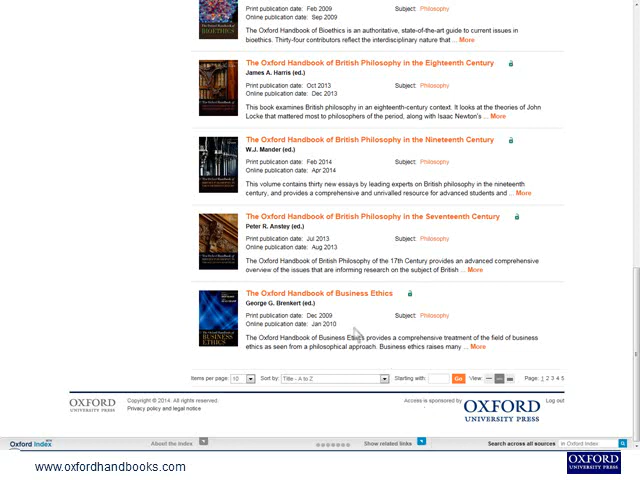 Print publication date: Feb 2009 Subject: Philosophy
Online publication date: Sep 2009
The Oxford Handbook of Bioethics is an authoritative, state-of-the-art guide to current issues in
bioethics. Thirty-four contributors reflect the interdisciplinary nature that ... More
BIOETHICS
The Oxford Handbook of British Philosophy in the Eighteenth Century
James A. Harris (ed.)
Print publication date: Oct 2013 Subject: Philosophy
Online publication date: Dec 2013
This book examines British philosophy in an eighteenth-century context. It looks at the theories of John
Locke that mattered most to philosophers of the period, along with Isaac Newton's ... More
The Oxford Handbook of British Philosophy in the Nineteenth Century
W.J. Mander (ed.)
Print publication date: Feb 2014 Subject: Philosophy
Online publication date: Apr 2014
This volume contains thirty new essays by leading experts on British philosophy in the nineteenth
century, and provides a comprehensive and unrivalled resource for advanced students and ... More
The Oxford Handbook of British Philosophy in the Seventeenth Century
Peter R. Anstey (ed.)
Print publication date: Jul 2013 Subject: Philosophy
Online publication date: Aug 2013
The Oxford Handbook of British Philosophy of the 17th Century provides an advanced comprehensive
overview of the issues that are informing research on the subject of British ... More
The Oxford Handbook of Business Ethics
George G. Brenkert (ed.)
Print publication date: Dec 2009 Subject: Philosophy
Online publication date: Jan 2010
The Oxford Handbook of Business Ethics provides a comprehensive treatment of the field of business
ethics as seen from a philosophical approach. Business ethics raises many ... More
BUSINESS
ETHICS
Items per page 10 Sort by: Title - A to Z Starting with: Go View: Page: 1 2 3 4 5
OXFORD
UNIVERSITY PRESS
Copyright © 2014. All rights reserved.
Privacy policy and legal notice
Access is sponsored by
OXFORD
UNIVERSITY PRESS
Log out
Oxford Index About the index Show related links Search across all sources in Oxford Index
www.oxfordhandbooks.com
OXFORD
UNIVERSITY PRESS